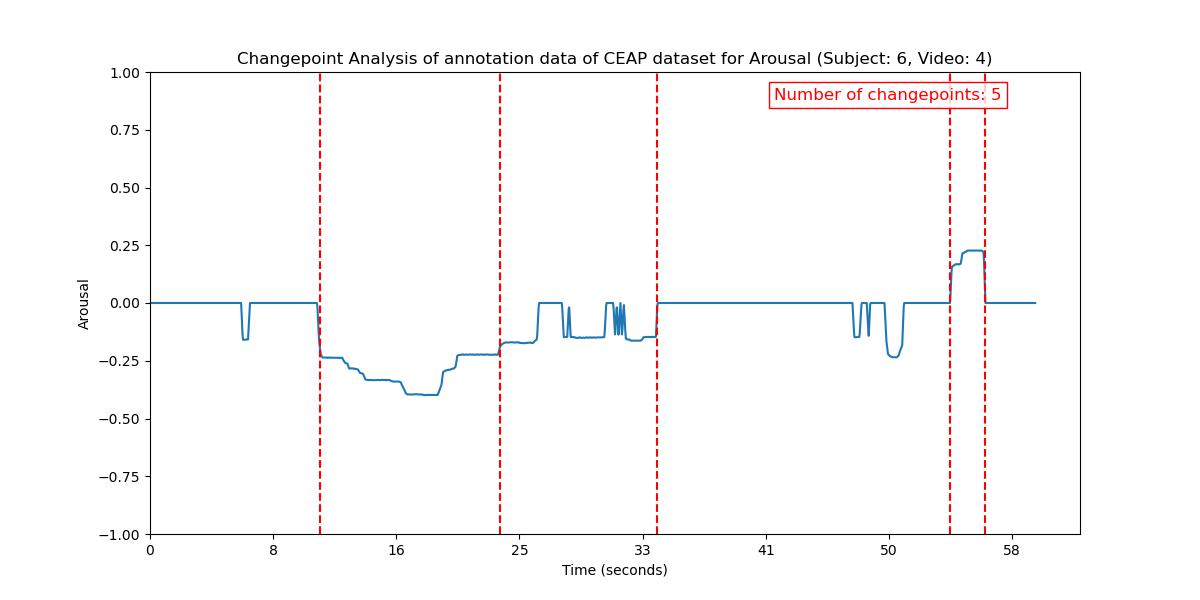 Changepoint Analysis of annotation data of CEAP dataset for Arousal (Subject: 6, Video: 4)
Number of changepoints: 5
1.00
0.75
0.50
0.25
0.00
−0.25
−0.50
−0.75
−1.00
Arousal
0 8 16 25 33 41 50 58
Time (seconds)